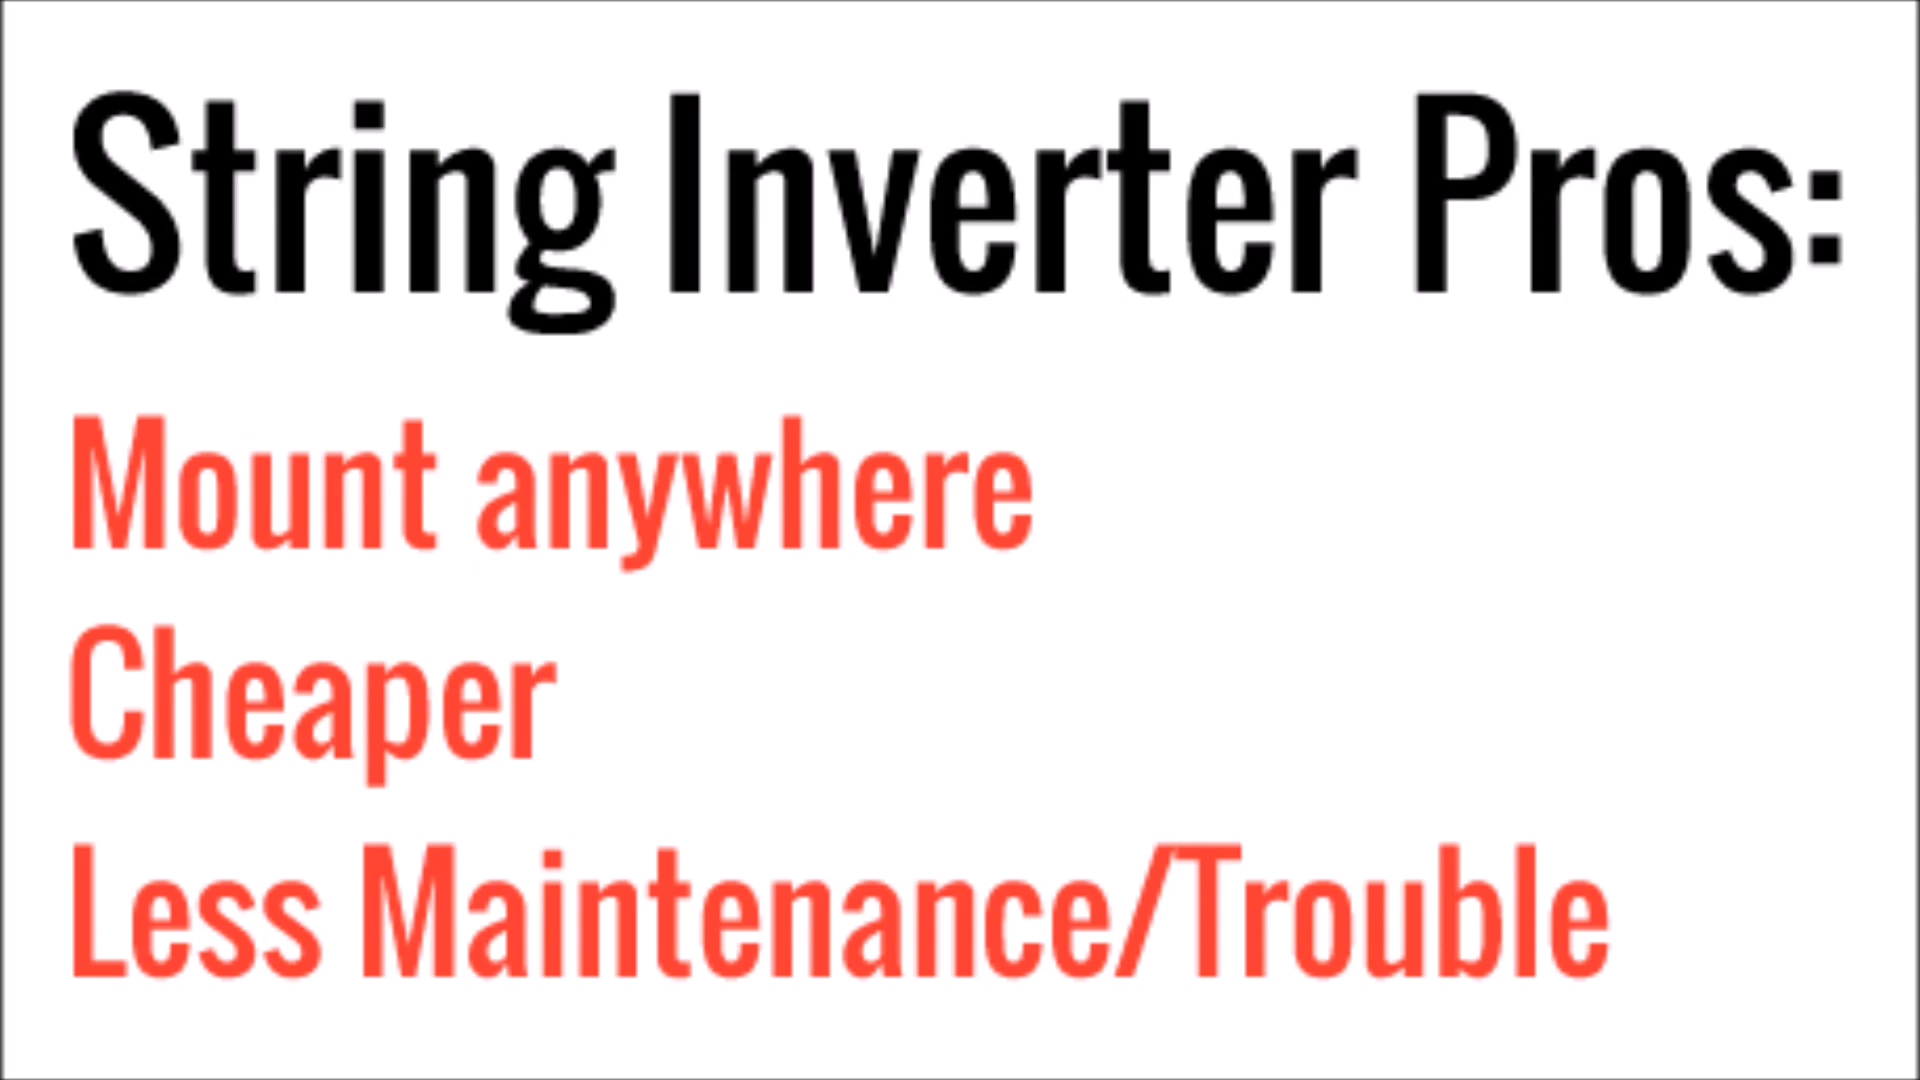 String Inverter Pros:
Mount anywhere
Cheaper
Less Maintenance/Trouble